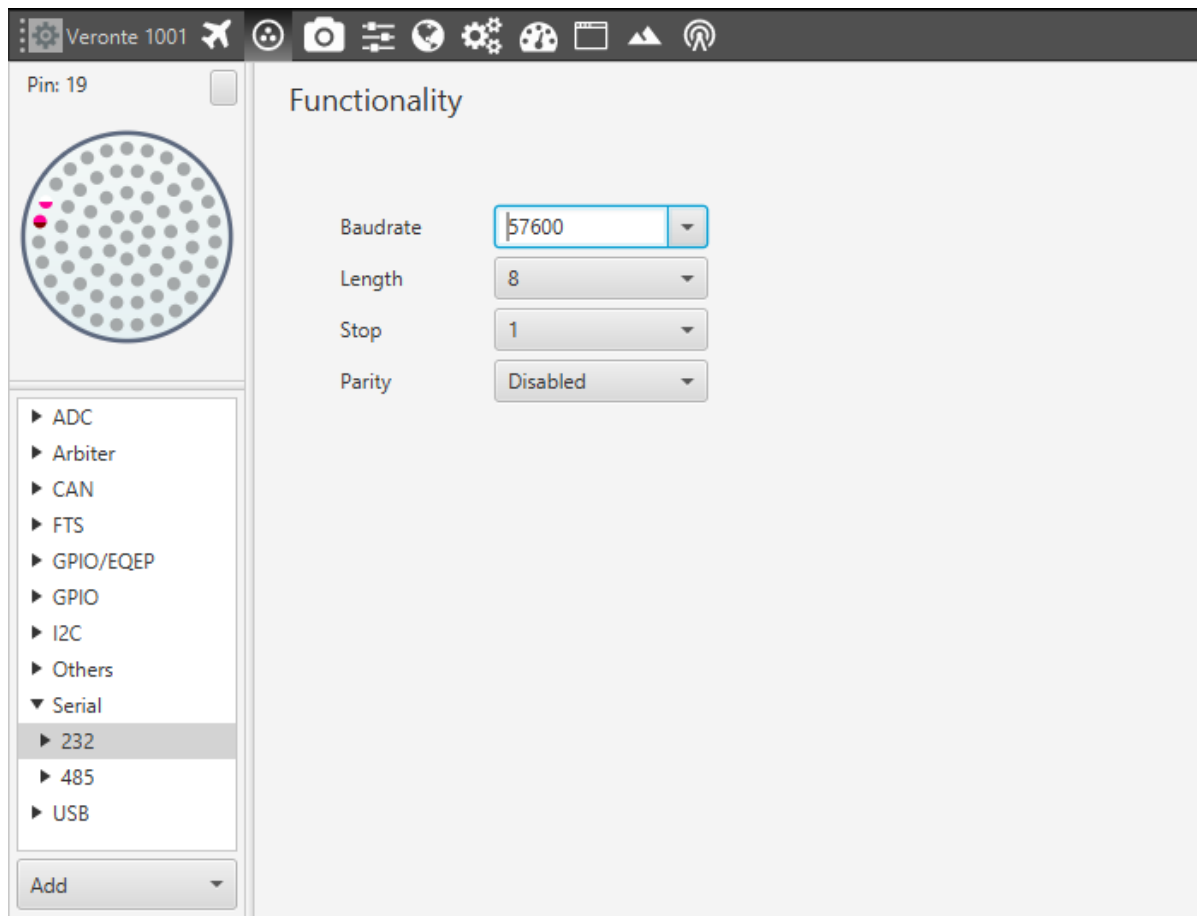 Veronte 1001
Pin: 19
Functionality
Baudrate 57600
Length 8
Stop 1
Parity Disabled
ADC
Arbiter
CAN
FTS
GPIO/EQEP
GPIO
I2C
Others
Serial
232
485
USB
Add